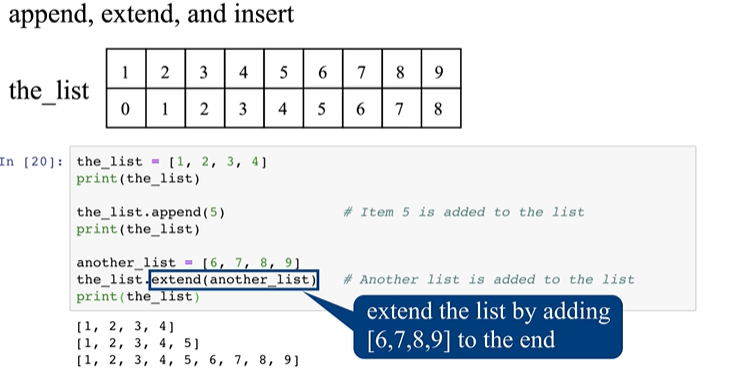 append, extend, and insert
1 2 3 4 5 6 7 8 9
the_list
0 1 2 3 4 5 6 7 8
In [20]: the_list = [1, 2, 3, 4]
print(the_list)
the_list.append(5) # Item 5 is added to the list
print(the_list)
another_list = [6, 7, 8, 9]
the_list.extend(another_list) # Another list is added to the list
print(the_list)
extend the list by adding
[6,7,8,9] to the end
[1, 2, 3, 4]
[1, 2, 3, 4, 5]
[1, 2, 3, 4, 5, 6, 7, 8, 9]